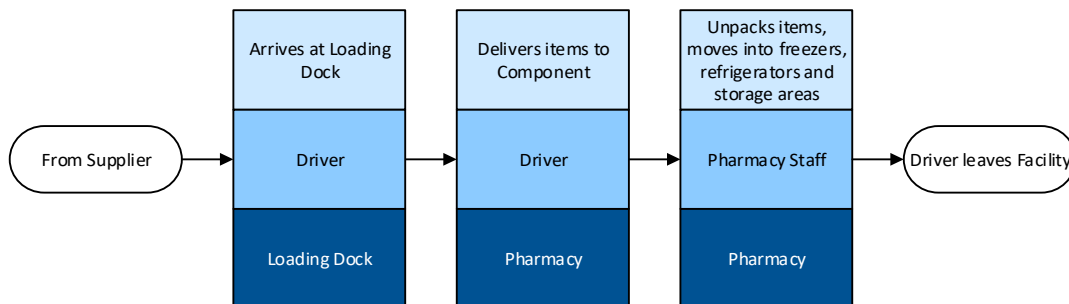 From Supplier
Arrives at Loading
Dock
Driver
Loading Dock
Delivers items to
Component
Driver
Pharmacy
Unpacks items,
moves into freezers,
refrigerators and
storage areas
Pharmacy Staff
Pharmacy
Driver leaves Facility